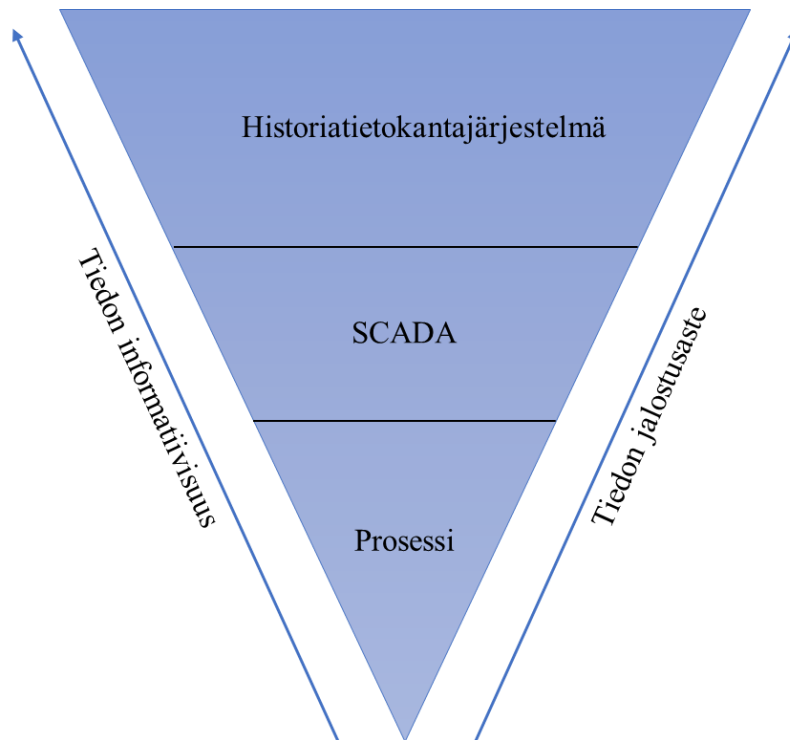 Historiatietokantajärjestelmä
SCADA
Prosessi
Tiedon informatiivisuus
Tiedon jalostusaste